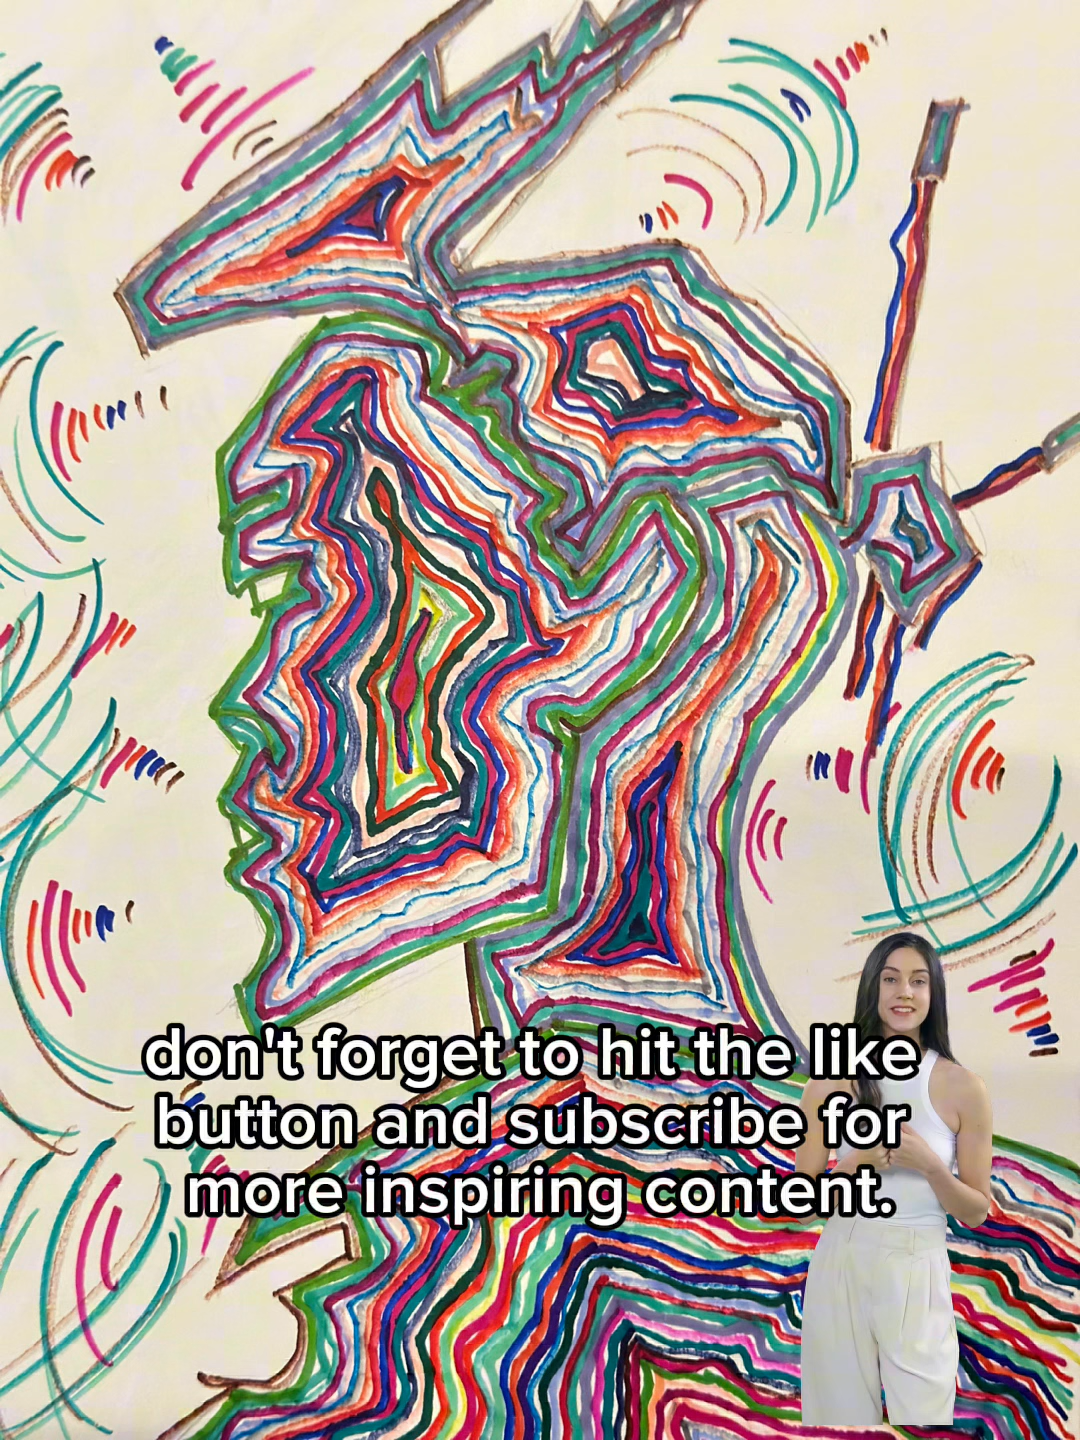 don't forget to hit the like
button and subscribe for
more inspiring content.